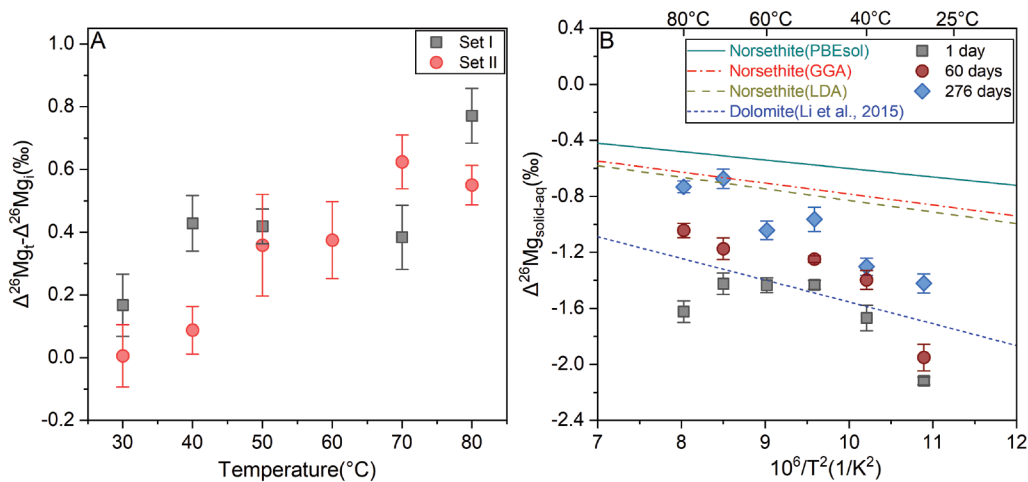 A
Set I
Set II
1.0
0.8
0.6
0.4
0.2
0.0
-0.2
30 40 50 60 70 80
Temperature(°C)
Δ²⁶Mgₜ-Δ²⁶Mgᵢ(‰)
80°C 60°C 40°C 25°C
B
Norsethite(PBEsol)
Norsethite(GGA)
Norsethite(LDA)
Dolomite(Li et al., 2015)
1 day
60 days
276 days
0.4
0.0
-0.4
-0.8
-1.2
-1.6
-2.0
-2.4
7 8 9 10 11 12
10⁶/T²(1/K²)
Δ²⁶Mgsolid-aq(‰)